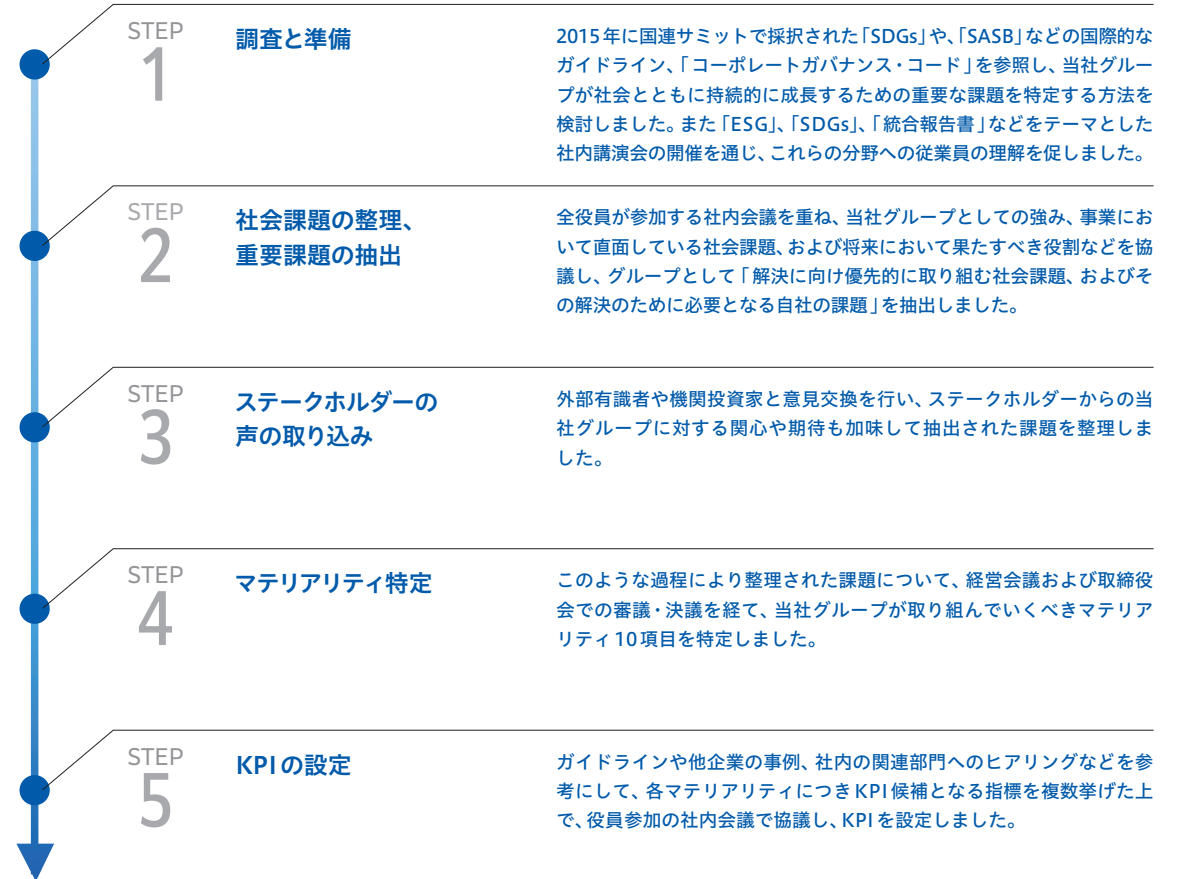 STEP
1
調査と準備
2015年に国連サミットで採択された「SDGs」や、「SASB」などの国際的な
ガイドライン、「コーポレートガバナンス・コード」を参照し、当社グルー
プが社会とともに持続的に成長するための重要な課題を特定する方法を
検討しました。また「ESG」、「SDGs」、「統合報告書」などをテーマとした
社内講演会の開催を通じ、これらの分野への従業員の理解を促しました。
STEP
2
社会課題の整理、
重要課題の抽出
全役員が参加する社内会議を重ね、当社グループとしての強み、事業にお
いて直面している社会課題、および将来において果たすべき役割などを協
議し、グループとして「解決に向け優先的に取り組む社会課題、およびそ
の解決のために必要となる自社の課題」を抽出しました。
STEP
3
ステークホルダーの
声の取り込み
外部有識者や機関投資家と意見交換を行い、ステークホルダーからの当
社グループに対する関心や期待も加味して抽出された課題を整理しま
した。
STEP
4
マテリアリティ特定
このような過程により整理された課題について、経営会議および取締役
会での審議・決議を経て、当社グループが取り組んでいくべきマテリア
リティ10項目を特定しました。
STEP
5
KPIの設定
ガイドラインや他企業の事例、社内の関連部門へのヒアリングなどを参
考にして、各マテリアリティにつきKPI候補となる指標を複数挙げた上
で、役員参加の社内会議で協議し、KPIを設定しました。